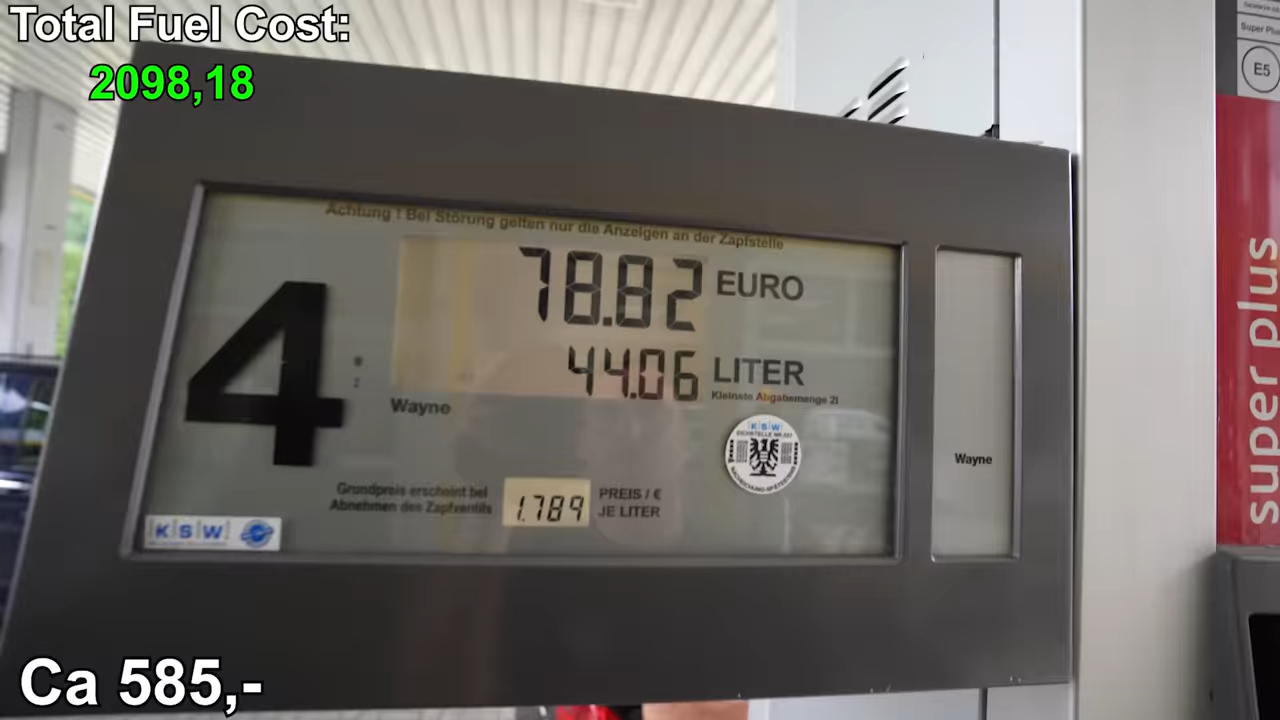 Total Fuel Cost:
2098,18
Super Plus
E5
Achtung ! Bei Störung gelten nur die Anzeigen an der Zapfstelle
78.82 EURO
44.06 LITER
Kleinste Abgabemenge 2l
4
Wayne
KSW
Wayne
Grundpreis erscheint bei
Abnehmen des Zapfventils
1.789
PREIS / €
JE LITER
KSW
super plus
Ca 585,-